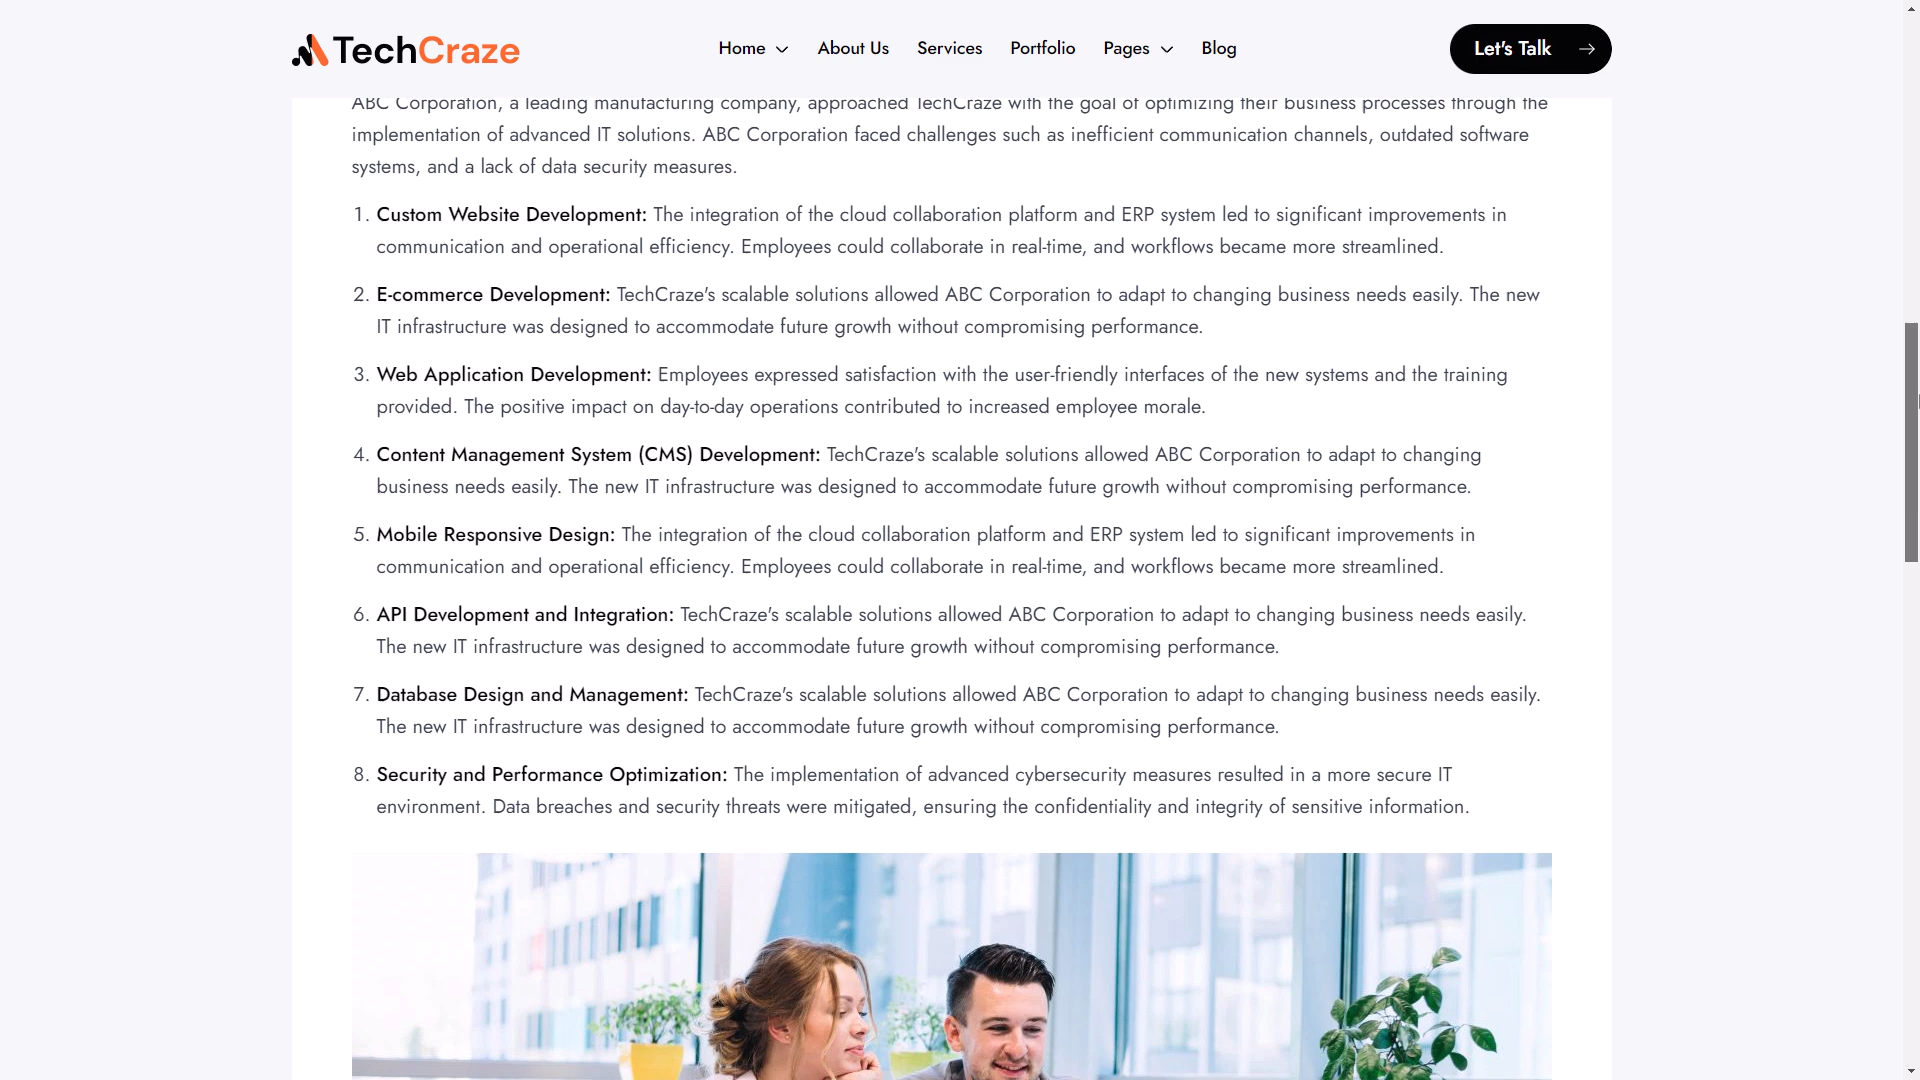 TechCraze
Home About Us Services Portfolio Pages Blog
Let's Talk
ABC Corporation, a leading manufacturing company, approached TechCraze with the goal of optimizing their business processes through the
implementation of advanced IT solutions. ABC Corporation faced challenges such as inefficient communication channels, outdated software
systems, and a lack of data security measures.
1. Custom Website Development: The integration of the cloud collaboration platform and ERP system led to significant improvements in
communication and operational efficiency. Employees could collaborate in real-time, and workflows became more streamlined.
2. E-commerce Development: TechCraze's scalable solutions allowed ABC Corporation to adapt to changing business needs easily. The new
IT infrastructure was designed to accommodate future growth without compromising performance.
3. Web Application Development: Employees expressed satisfaction with the user-friendly interfaces of the new systems and the training
provided. The positive impact on day-to-day operations contributed to increased employee morale.
4. Content Management System (CMS) Development: TechCraze's scalable solutions allowed ABC Corporation to adapt to changing
business needs easily. The new IT infrastructure was designed to accommodate future growth without compromising performance.
5. Mobile Responsive Design: The integration of the cloud collaboration platform and ERP system led to significant improvements in
communication and operational efficiency. Employees could collaborate in real-time, and workflows became more streamlined.
6. API Development and Integration: TechCraze's scalable solutions allowed ABC Corporation to adapt to changing business needs easily.
The new IT infrastructure was designed to accommodate future growth without compromising performance.
7. Database Design and Management: TechCraze's scalable solutions allowed ABC Corporation to adapt to changing business needs easily.
The new IT infrastructure was designed to accommodate future growth without compromising performance.
8. Security and Performance Optimization: The implementation of advanced cybersecurity measures resulted in a more secure IT
environment. Data breaches and security threats were mitigated, ensuring the confidentiality and integrity of sensitive information.